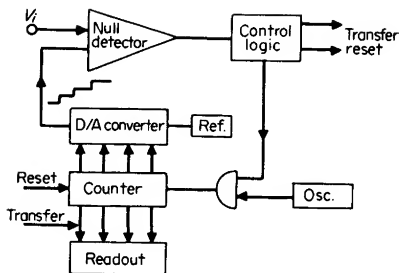 Vi
Null
detector
Control
logic
Transfer
reset
D/A converter
Ref.
Reset
Counter
Osc.
Transfer
Readout